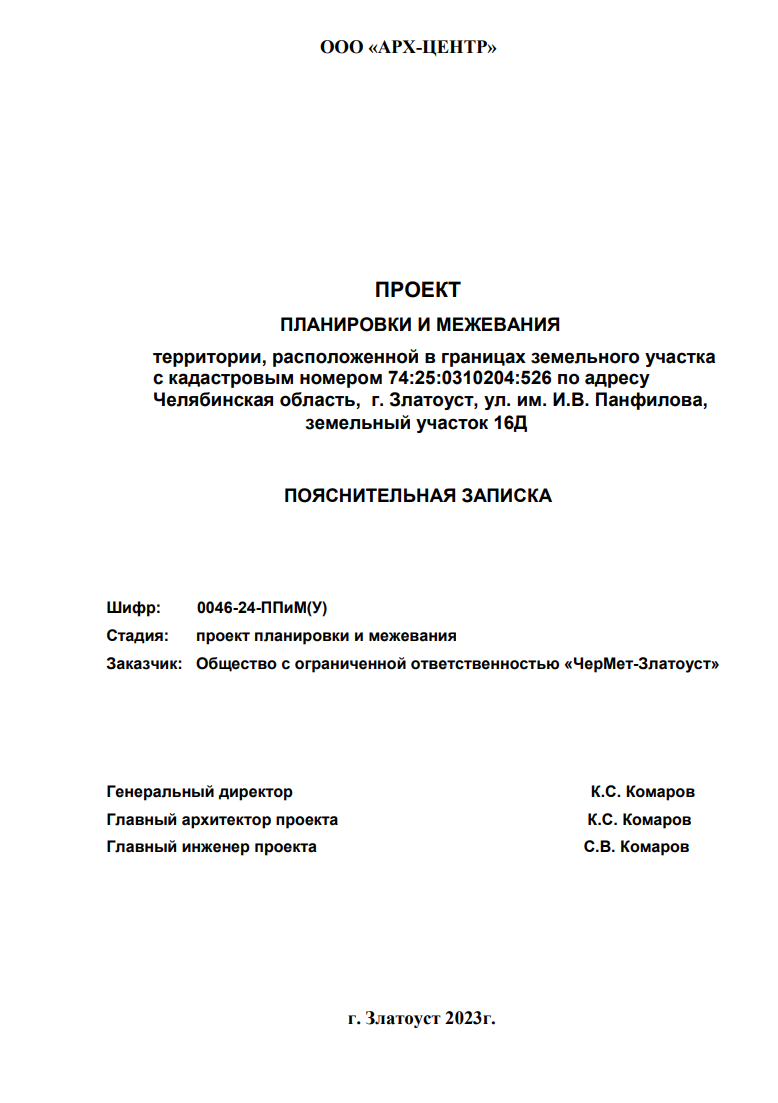 ООО «АРХ-ЦЕНТР»
ПРОЕКТ
ПЛАНИРОВКИ И МЕЖЕВАНИЯ
территории, расположенной в границах земельного участка
с кадастровым номером 74:25:0310204:526 по адресу
Челябинская область, г. Златоуст, ул. им. И.В. Панфилова,
земельный участок 16Д
ПОЯСНИТЕЛЬНАЯ ЗАПИСКА
Шифр: 0046-24-ППиМ(У)
Стадия: проект планировки и межевания
Заказчик: Общество с ограниченной ответственностью «ЧерМет-Златоуст»
Генеральный директор К.С. Комаров
Главный архитектор проекта К.С. Комаров
Главный инженер проекта С.В. Комаров
г. Златоуст 2023г.